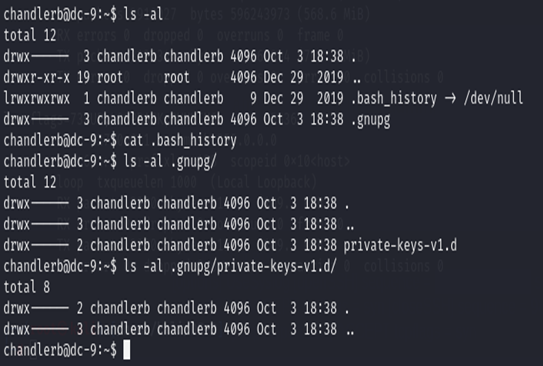 chandlerb@dc-9:~$ ls -al
total 12
drwx------  3 chandlerb chandlerb 4096 Oct  3 18:38 .
drwxr-xr-x 19 root      root      4096 Dec 29  2019 ..
lrwxrwxrwx  1 chandlerb chandlerb    9 Dec 29  2019 .bash_history -> /dev/null
drwx------  3 chandlerb chandlerb 4096 Oct  3 18:38 .gnupg
chandlerb@dc-9:~$ cat .bash_history
chandlerb@dc-9:~$ ls -al .gnupg/
total 12
drwx------ 3 chandlerb chandlerb 4096 Oct  3 18:38 .
drwx------ 3 chandlerb chandlerb 4096 Oct  3 18:38 ..
drwx------ 2 chandlerb chandlerb 4096 Oct  3 18:38 private-keys-v1.d
chandlerb@dc-9:~$ ls -al .gnupg/private-keys-v1.d/
total 8
drwx------ 2 chandlerb chandlerb 4096 Oct  3 18:38 .
drwx------ 3 chandlerb chandlerb 4096 Oct  3 18:38 ..
chandlerb@dc-9:~$